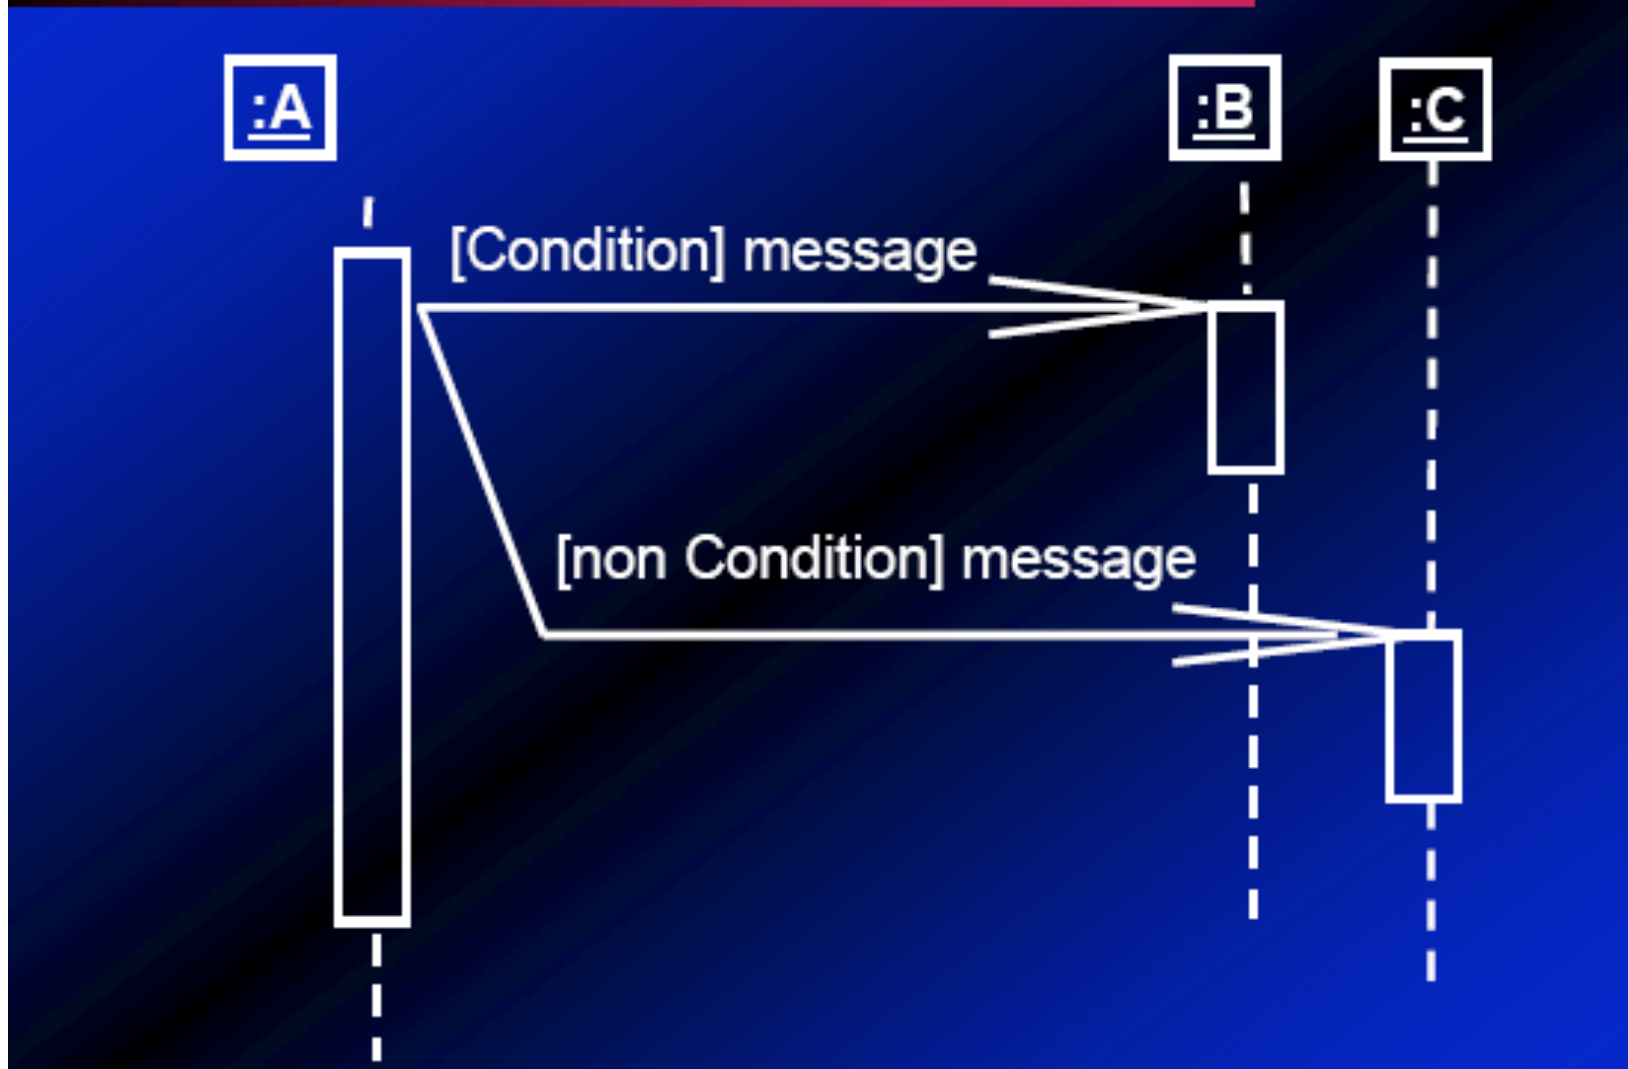 :A
:B
:C
[Condition] message
[non Condition] message